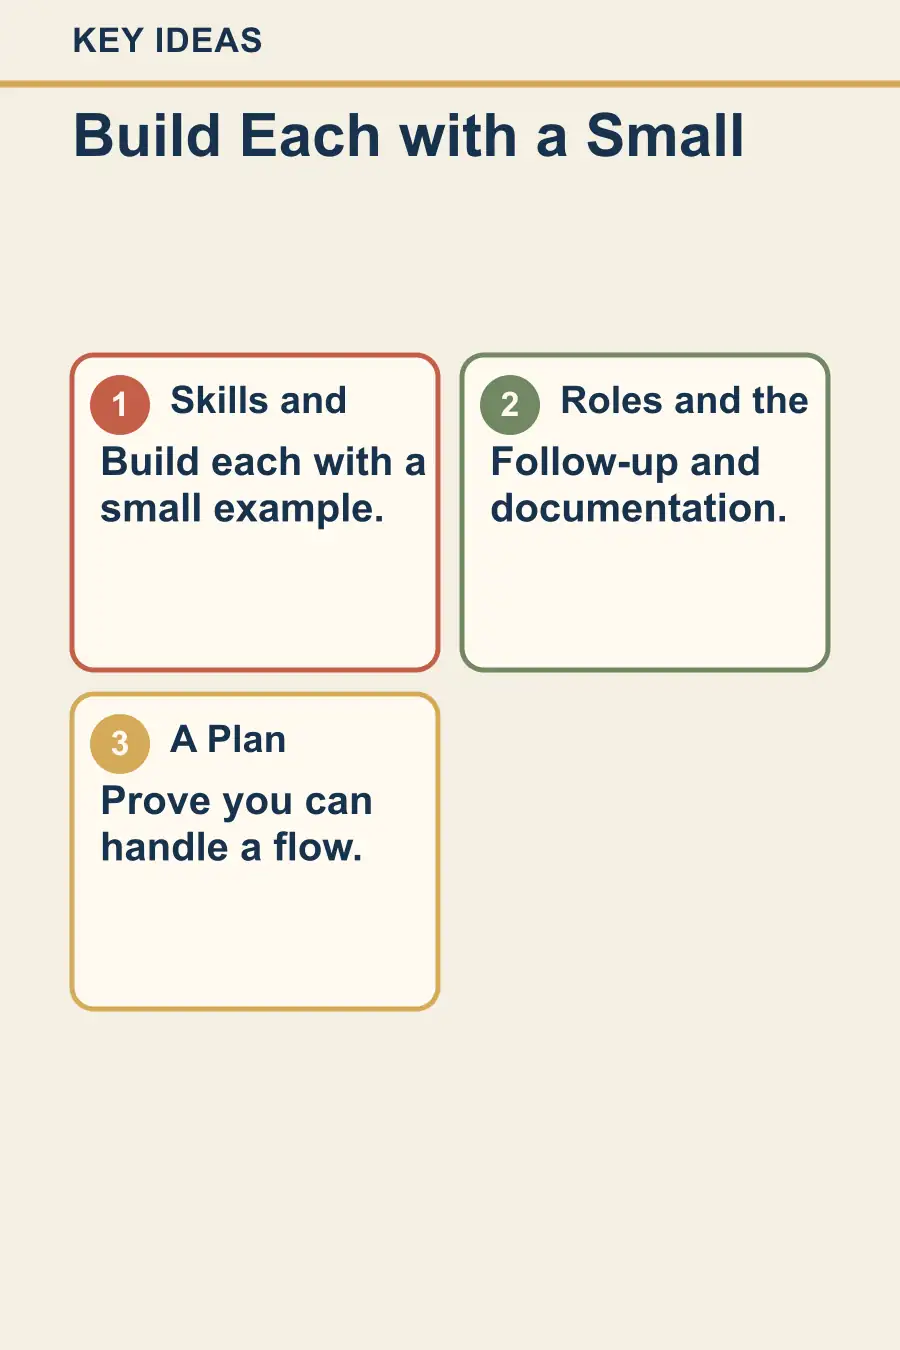 KEY IDEAS
Build Each with a Small
1 Skills and
Build each with a
small example.
2 Roles and the
Follow-up and
documentation.
3 A Plan
Prove you can
handle a flow.